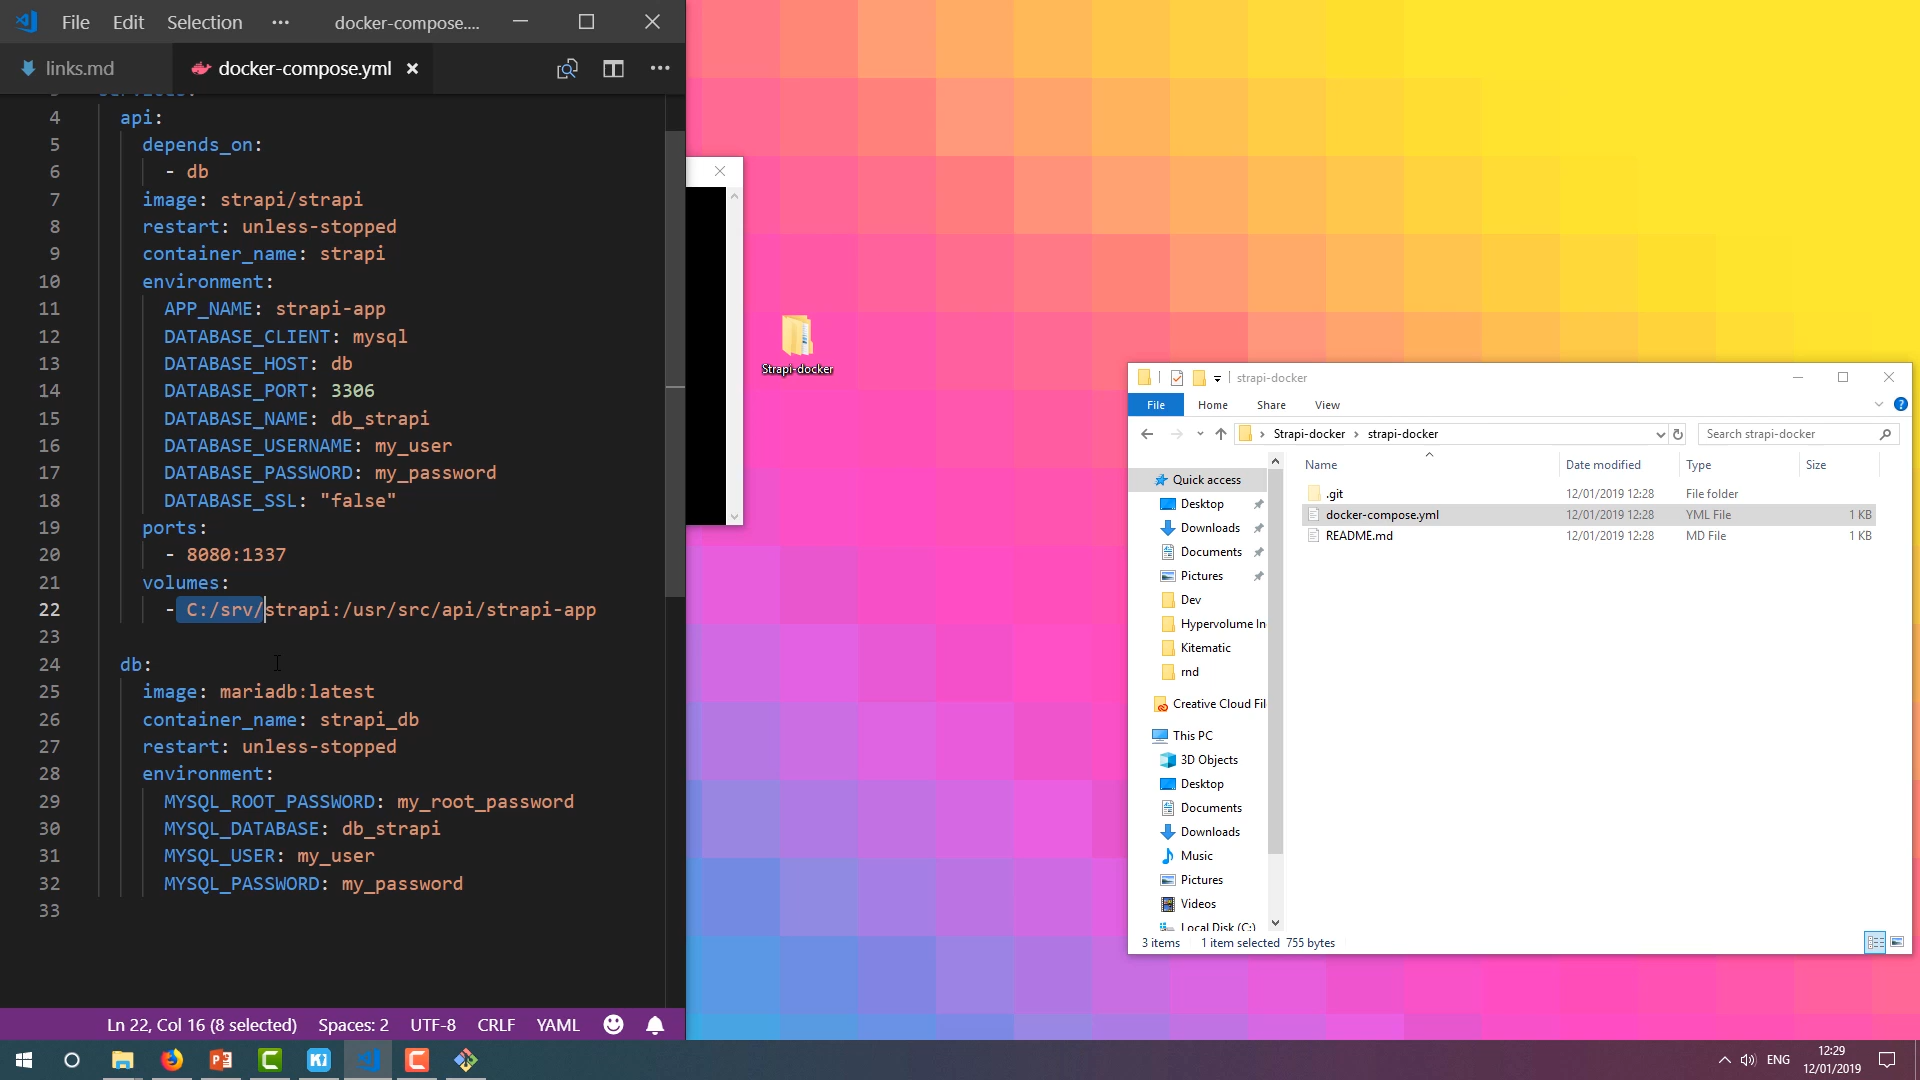 File Edit Selection ··· docker-compose....
links.md docker-compose.yml
4 api:
5 depends_on:
6 - db
7 image: strapi/strapi
8 restart: unless-stopped
9 container_name: strapi
10 environment:
11 APP_NAME: strapi-app
12 DATABASE_CLIENT: mysql
13 DATABASE_HOST: db
14 DATABASE_PORT: 3306
15 DATABASE_NAME: db_strapi
16 DATABASE_USERNAME: my_user
17 DATABASE_PASSWORD: my_password
18 DATABASE_SSL: "false"
19 ports:
20 - 8080:1337
21 volumes:
22 - C:/srv/strapi:/usr/src/api/strapi-app
23
24 db:
25 image: mariadb:latest
26 container_name: strapi_db
27 restart: unless-stopped
28 environment:
29 MYSQL_ROOT_PASSWORD: my_root_password
30 MYSQL_DATABASE: db_strapi
31 MYSQL_USER: my_user
32 MYSQL_PASSWORD: my_password
33
Ln 22, Col 16 (8 selected) Spaces: 2 UTF-8 CRLF YAML
Strapi-docker
strapi-docker
File Home Share View
Strapi-docker › strapi-docker
Search strapi-docker
Name Date modified Type Size
.git 12/01/2019 12:28 File folder
docker-compose.yml 12/01/2019 12:28 YML File 1 KB
README.md 12/01/2019 12:28 MD File 1 KB
Quick access
Desktop
Downloads
Documents
Pictures
Dev
Hypervolume In
Kitematic
rnd
Creative Cloud Fil
This PC
3D Objects
Desktop
Documents
Downloads
Music
Pictures
Videos
Local Disk (C:)
3 items 1 item selected 755 bytes
ENG
12:29
12/01/2019